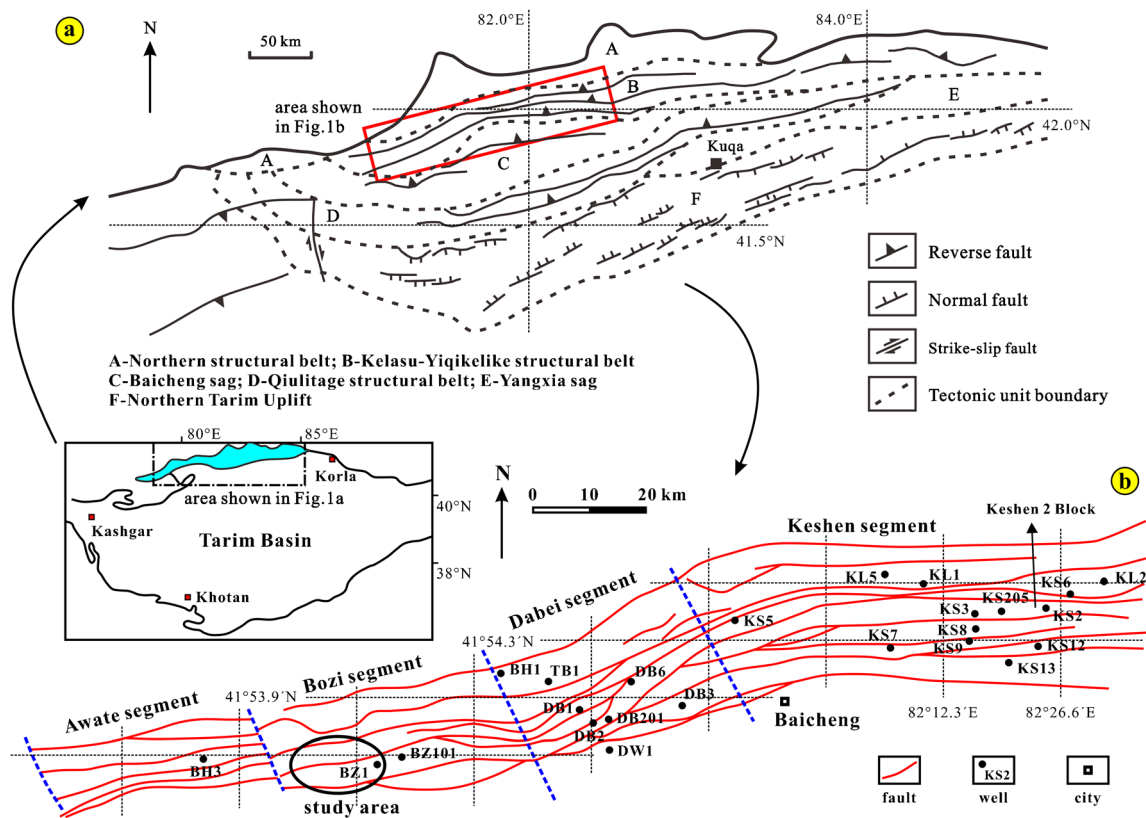 a
N
50 km
82.0°E
84.0°E
A
B
E
area shown
in Fig.1b
42.0°N
A
C
Kuqa
D
F
41.5°N
Reverse fault
Normal fault
Strike-slip fault
Tectonic unit boundary
A-Northern structural belt; B-Kelasu-Yiqikelike structural belt
C-Baicheng sag; D-Qiulitage structural belt; E-Yangxia sag
F-Northern Tarim Uplift
80°E
85°E
Korla
area shown in Fig.1a
40°N
Kashgar
Tarim Basin
38°N
Khotan
N
0 10 20 km
b
Keshen 2 Block
Keshen segment
KL5
KL1
KS6
KL2
KS205
KS3
KS2
KS5
KS8
KS7
KS9
KS12
KS13
Dabei segment
41°54.3′N
BH1
TB1
DB6
DB1
DB3
DB201
DB2
DW1
Baicheng
82°12.3′E
82°26.6′E
Bozi segment
41°53.9′N
Awate segment
BH3
BZ101
BZ1
study area
fault
KS2
well
city